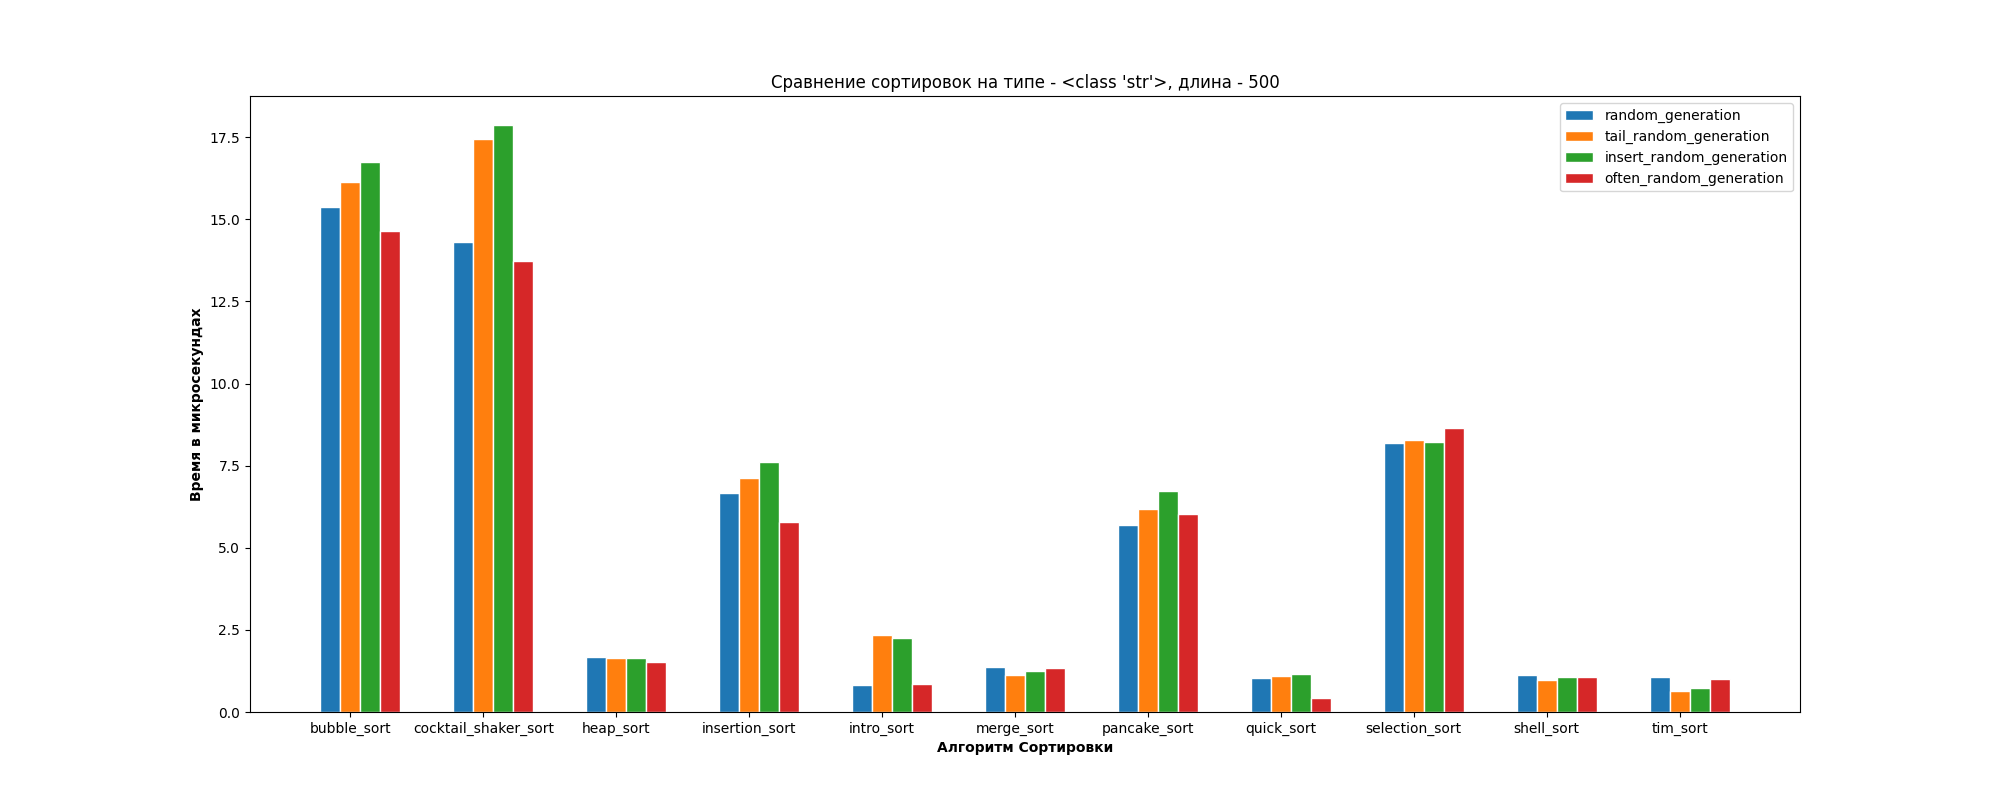 Сравнение сортировок на типе - <class 'str'>, длина - 500
random_generation
tail_random_generation
insert_random_generation
often_random_generation
Время в микросекундах
17.5
15.0
12.5
10.0
7.5
5.0
2.5
0.0
bubble_sort
cocktail_shaker_sort
heap_sort
insertion_sort
intro_sort
merge_sort
pancake_sort
quick_sort
selection_sort
shell_sort
tim_sort
Алгоритм Сортировки